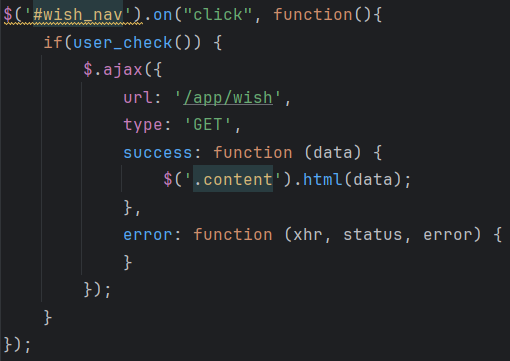 $('#wish_nav').on("click", function(){
    if(user_check()) {
        $.ajax({
            url: '/app/wish',
            type: 'GET',
            success: function (data) {
                $('.content').html(data);
            },
            error: function (xhr, status, error) {
            }
        });
    }
});